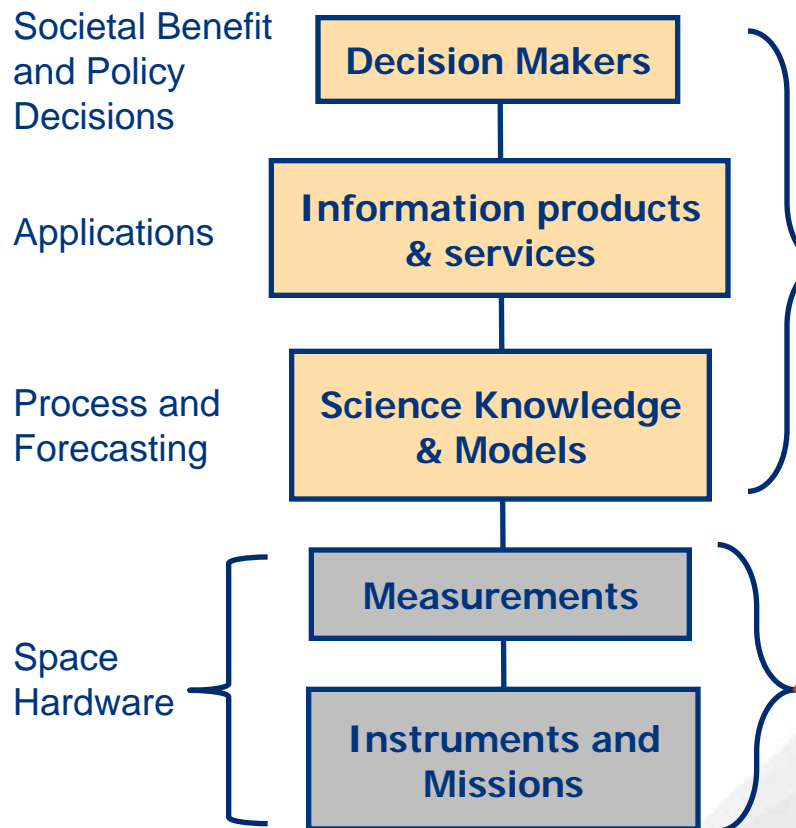 Societal Benefit
and Policy
Decisions
Decision Makers
Applications
Information products
& services
Process and
Forecasting
Science Knowledge
& Models
Measurements
Space
Hardware
Instruments and
Missions